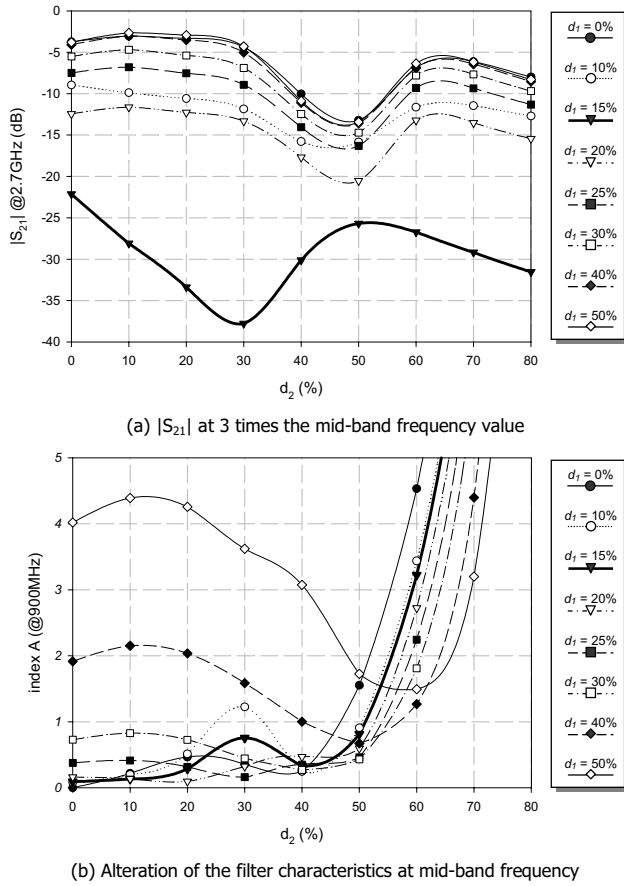 |S21| @2.7GHz (dB)
0
-5
-10
-15
-20
-25
-30
-35
-40
0 10 20 30 40 50 60 70 80
d2 (%)
d1 = 0%
d1 = 10%
d1 = 15%
d1 = 20%
d1 = 25%
d1 = 30%
d1 = 40%
d1 = 50%
(a) |S21| at 3 times the mid-band frequency value
index A (@900MHz)
5
4
3
2
1
0
0 10 20 30 40 50 60 70 80
d2 (%)
d1 = 0%
d1 = 10%
d1 = 15%
d1 = 20%
d1 = 25%
d1 = 30%
d1 = 40%
d1 = 50%
(b) Alteration of the filter characteristics at mid-band frequency